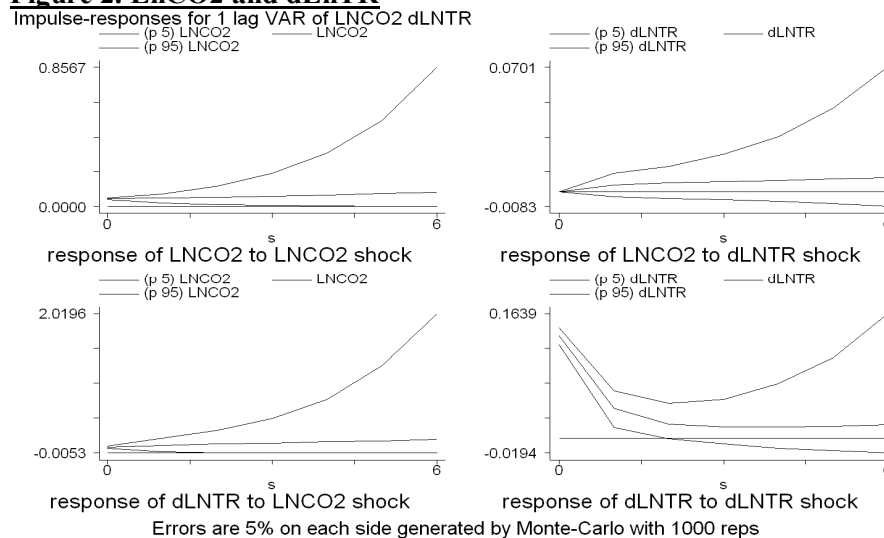 Figure 2: LnCO2 and dLnTR
Impulse-responses for 1 lag VAR of LNCO2 dLNTR
(p 5) LNCO2 LNCO2
(p 95) LNCO2
0.8567
0.0000
0 6
s
response of LNCO2 to LNCO2 shock
(p 5) dLNTR dLNTR
(p 95) dLNTR
0.0701
-0.0083
0
s
response of LNCO2 to dLNTR shock
(p 5) LNCO2 LNCO2
(p 95) LNCO2
2.0196
-0.0053
0 6
s
response of dLNTR to LNCO2 shock
(p 5) dLNTR dLNTR
(p 95) dLNTR
0.1639
-0.0194
0
s
response of dLNTR to dLNTR shock
Errors are 5% on each side generated by Monte-Carlo with 1000 reps